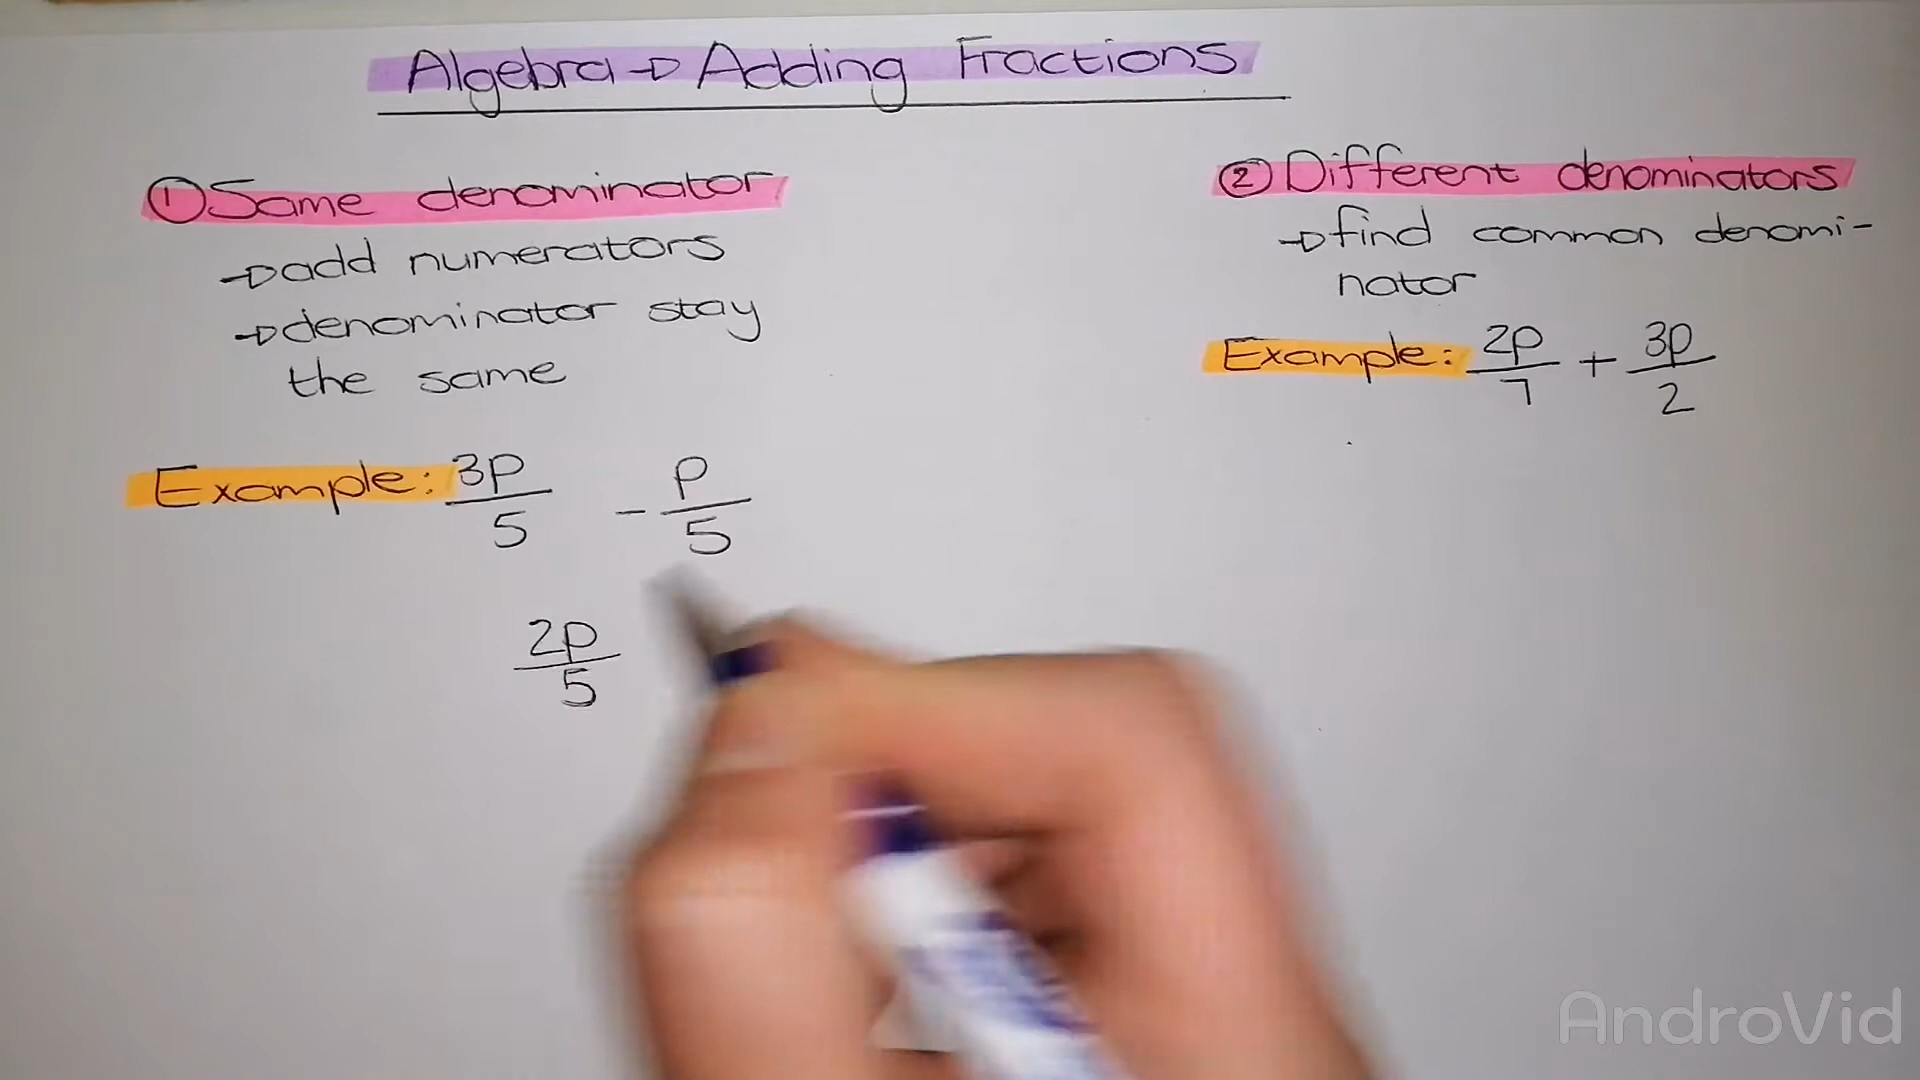 Algebra → Adding Fractions
① Same denominator
→ add numerators
→ denominator stay
the same
Example: 3p/5 - p/5
2p/5
② Different denominators
→ find common denomi-
nator
Example: 2p/7 + 3p/2
AndroVid